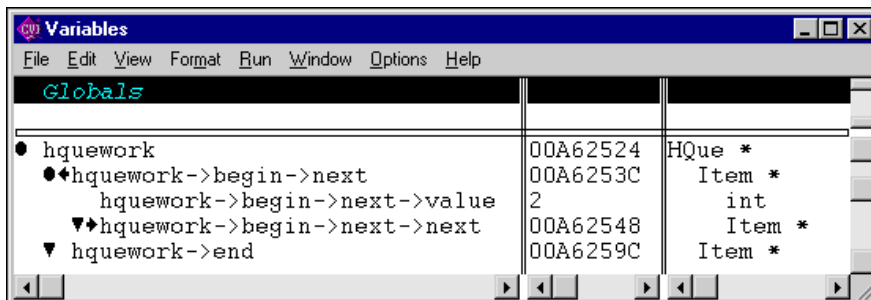 CVI Variables
File Edit View Format Run Window Options Help
Globals
hquework 00A62524 HQue *
hquework->begin->next 00A6253C Item *
hquework->begin->next->value 2 int
hquework->begin->next->next 00A62548 Item *
hquework->end 00A6259C Item *